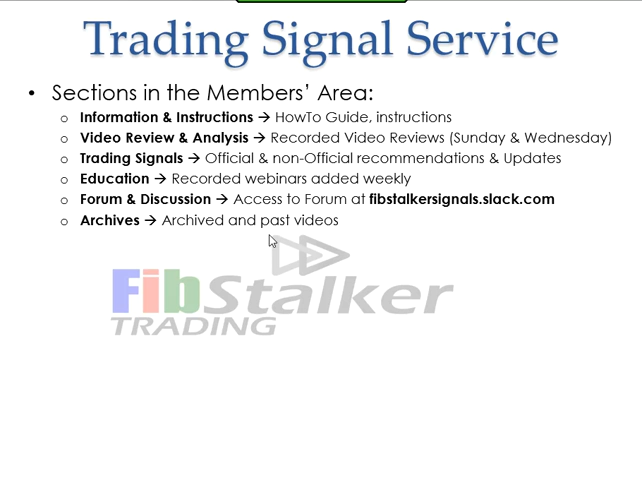 Trading Signal Service
• Sections in the Members' Area:
o Information & Instructions → HowTo Guide, instructions
o Video Review & Analysis → Recorded Video Reviews (Sunday & Wednesday)
o Trading Signals → Official & non-Official recommendations & Updates
o Education → Recorded webinars added weekly
o Forum & Discussion → Access to Forum at fibstalkersignals.slack.com
o Archives → Archived and past videos
FibStalker
TRADING